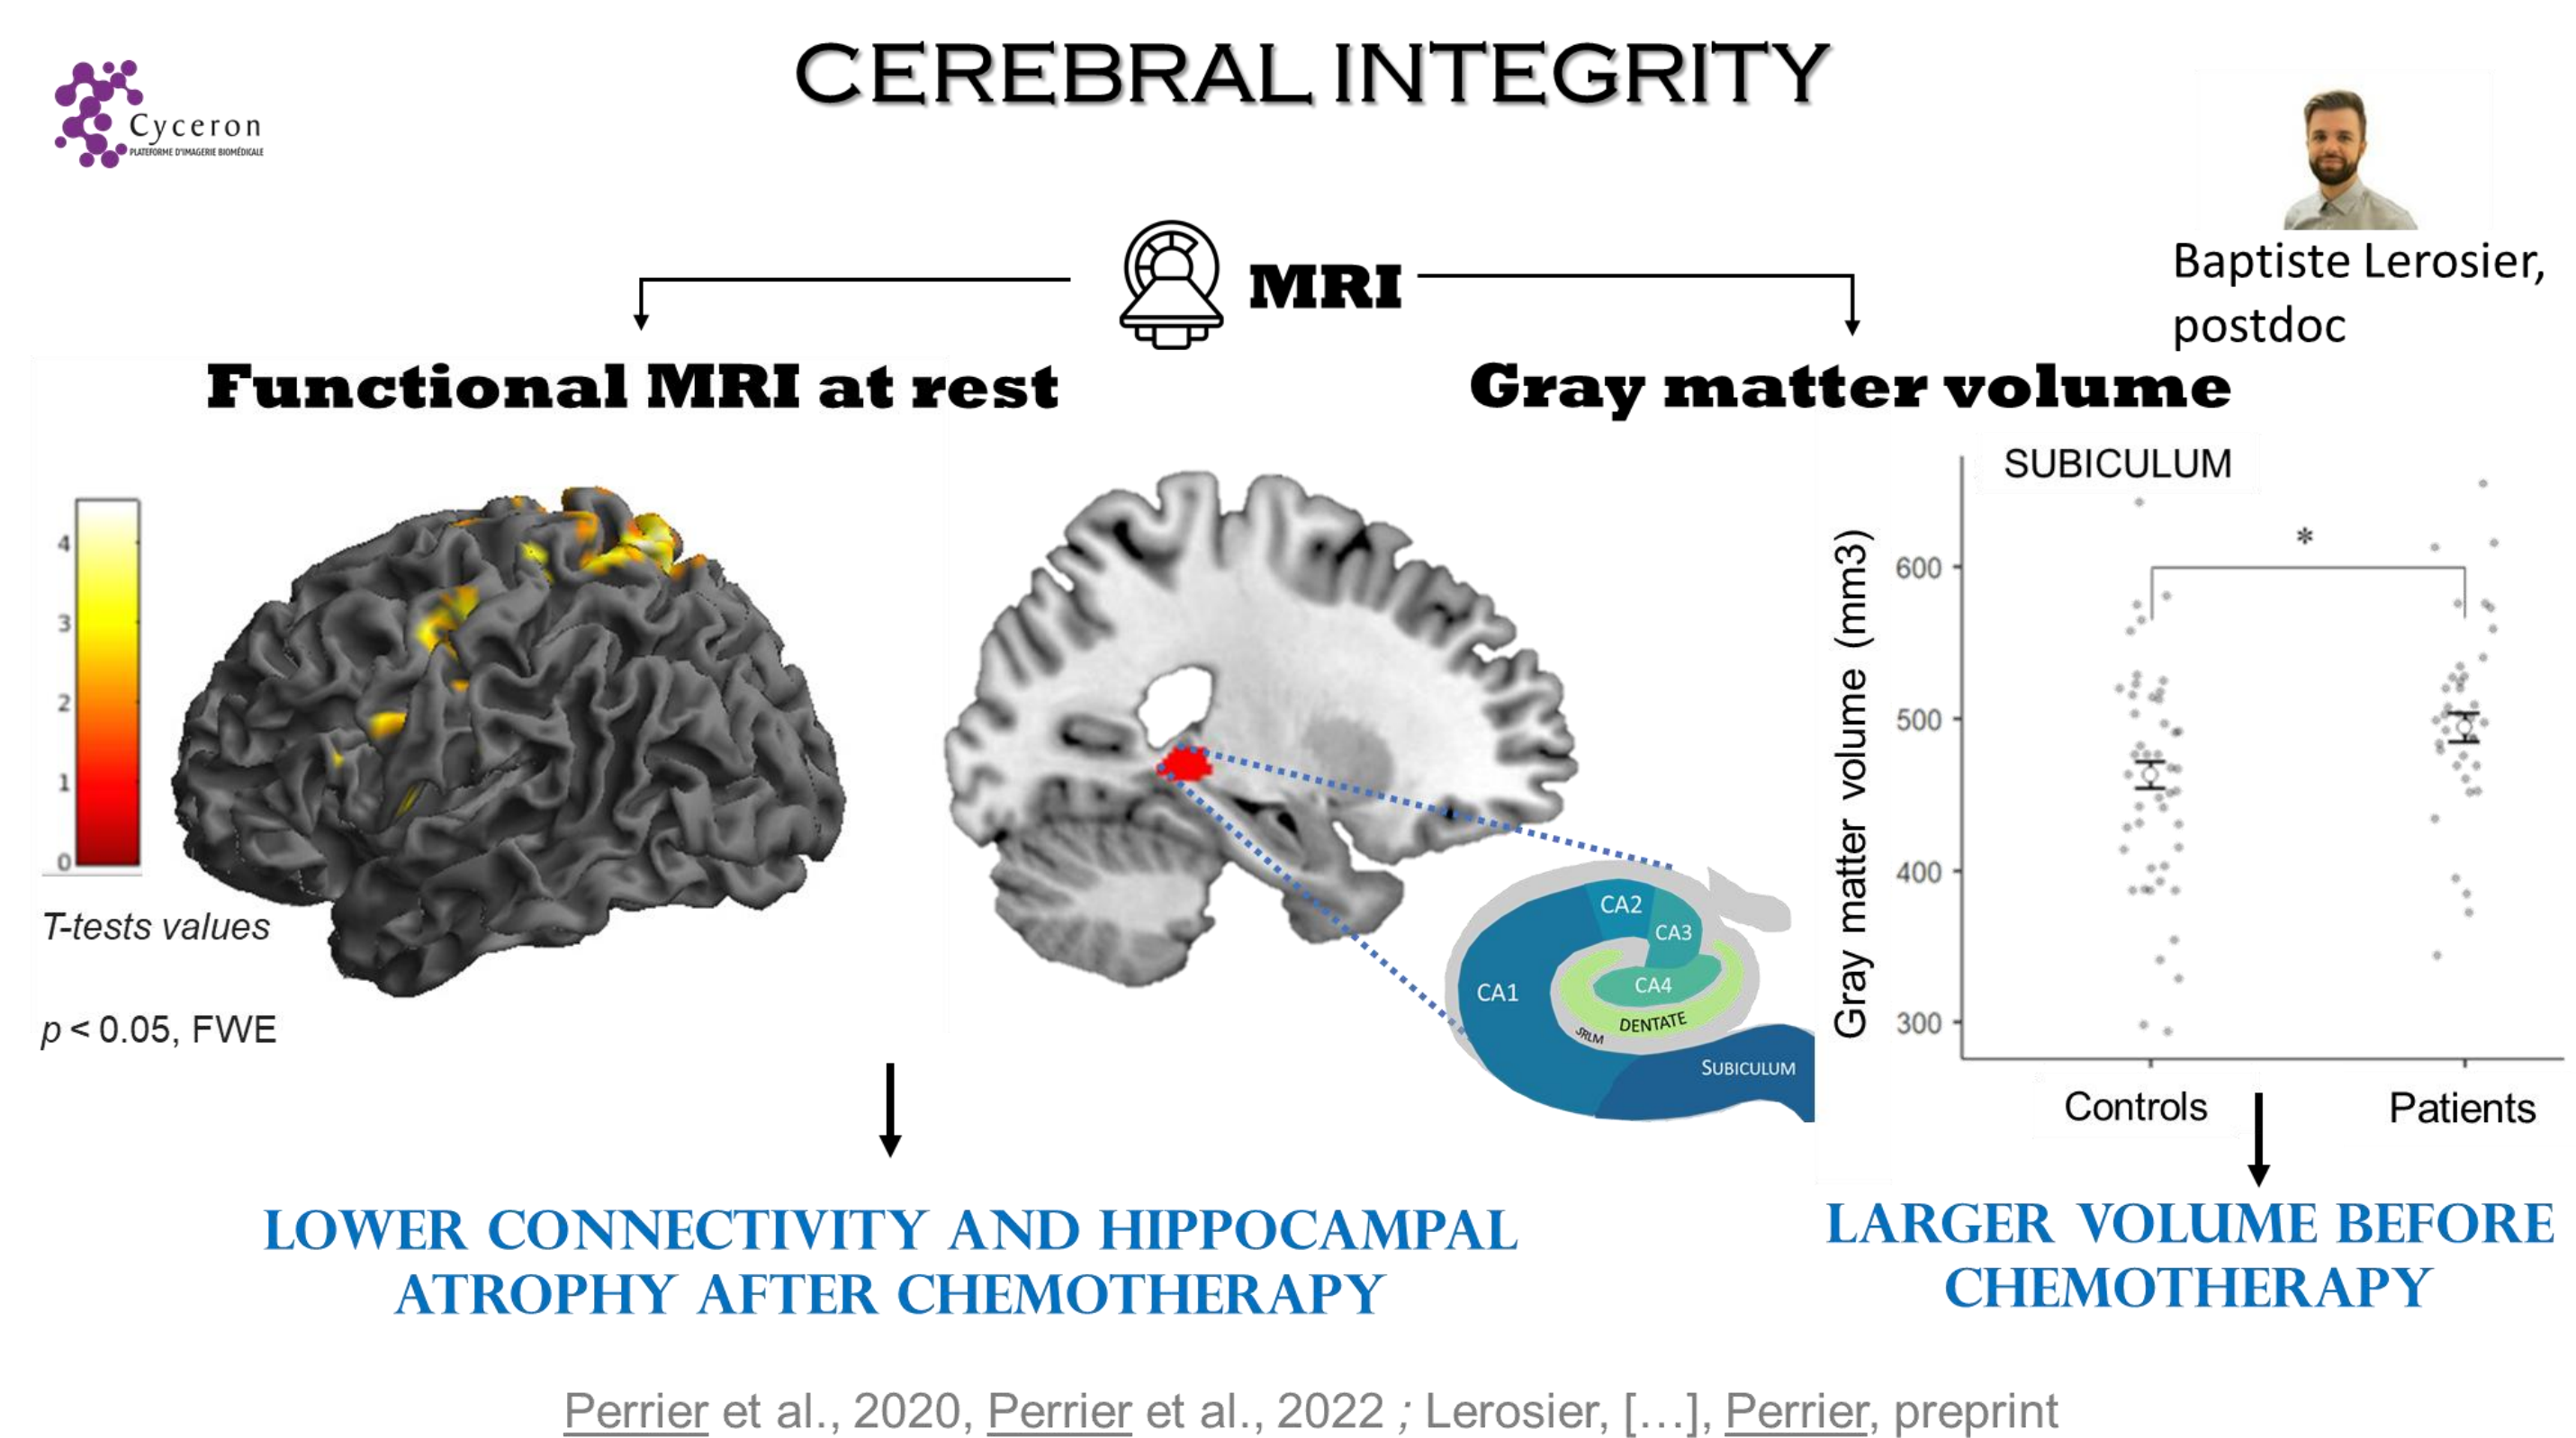 CEREBRAL INTEGRITY
Cyceron
PLATEFORME D'IMAGERIE BIOMÉDICALE
MRI
Baptiste Lerosier,
postdoc
Functional MRI at rest
Gray matter volume
4
3
2
1
0
T-tests values
p < 0.05, FWE
CA2
CA3
CA1
CA4
DENTATE
SRLM
SUBICULUM
SUBICULUM
*
Gray matter volume (mm3)
600
500
400
300
Controls
Patients
LOWER CONNECTIVITY AND HIPPOCAMPAL
ATROPHY AFTER CHEMOTHERAPY
LARGER VOLUME BEFORE
CHEMOTHERAPY
Perrier et al., 2020, Perrier et al., 2022 ; Lerosier, […], Perrier, preprint